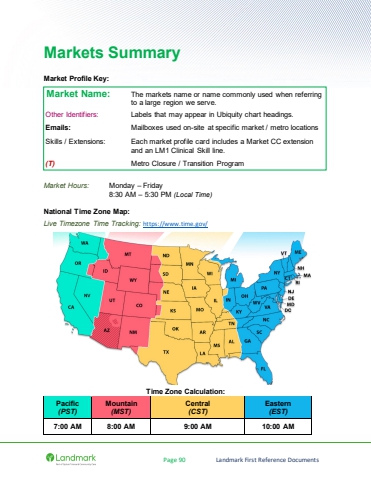 Markets Summary
Market Profile Key:
Market Name: The markets name or name commonly used when referring
to a large region we serve.
Other Identifiers: Labels that may appear in Ubiquity chart headings.
Emails: Mailboxes used on-site at specific market / metro locations
Skills / Extensions: Each market profile card includes a Market CC extension
and an LM1 Clinical Skill line.
(T) Metro Closure / Transition Program
Market Hours: Monday – Friday
8:30 AM – 5:30 PM (Local Time)
National Time Zone Map:
Live Timezone Time Tracking: https://www.time.gov/
WA
OR
CA
NV
ID
MT
WY
UT
CO
AZ
NM
ND
SD
NE
KS
OK
TX
MN
IA
MO
AR
LA
WI
IL
MS
AL
TN
MI
IN
KY
OH
WV
VA
NC
SC
GA
FL
PA
NY
VT
ME
NH
MA
RI
CT
NJ
DE
MD
DC
Time Zone Calculation:
Pacific Mountain Central Eastern
(PST) (MST) (CST) (EST)
7:00 AM 8:00 AM 9:00 AM 10:00 AM
Landmark
Page 90 Landmark First Reference Documents